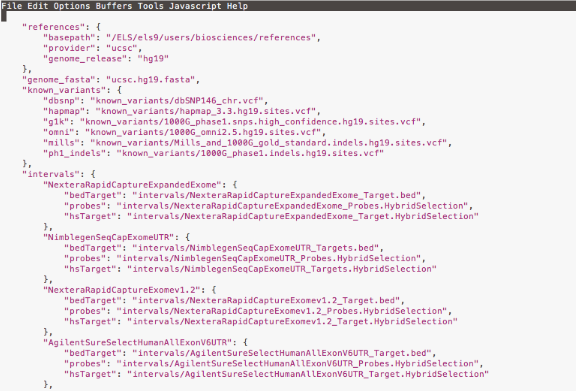 File Edit Options Buffers Tools Javascript Help
"references": {
"basepath": "/ELS/els9/users/biosciences/references",
"provider": "ucsc",
"genome_release": "hg19"
},
"genome_fasta": "ucsc.hg19.fasta",
"known_variants": {
"dbsnp": "known_variants/dbSNP146_chr.vcf",
"hapmap": "known_variants/hapmap_3.3.hg19.sites.vcf",
"g1k": "known_variants/1000G_phase1.snps.high_confidence.hg19.sites.vcf",
"omni": "known_variants/1000G_omni2.5.hg19.sites.vcf",
"mills": "known_variants/Mills_and_1000G_gold_standard.indels.hg19.sites.vcf",
"ph1_indels": "known_variants/1000G_phase1.indels.hg19.sites.vcf"
},
"intervals": {
"NexteraRapidCaptureExpandedExome": {
"bedTarget": "intervals/NexteraRapidCaptureExpandedExome_Target.bed",
"probes": "intervals/NexteraRapidCaptureExpandedExome_Probes.HybridSelection",
"hsTarget": "intervals/NexteraRapidCaptureExpandedExome_Target.HybridSelection"
},
"NimblegenSeqCapExomeUTR": {
"bedTarget": "intervals/NimblegenSeqCapExomeUTR_Targets.bed",
"probes": "intervals/NimblegenSeqCapExomeUTR_Probes.HybridSelection",
"hsTarget": "intervals/NimblegenSeqCapExomeUTR_Targets.HybridSelection"
},
"NexteraRapidCaptureExomev1.2": {
"bedTarget": "intervals/NexteraRapidCaptureExomev1.2_Target.bed",
"probes": "intervals/NexteraRapidCaptureExomev1.2_Probes.HybridSelection",
"hsTarget": "intervals/NexteraRapidCaptureExomev1.2_Target.HybridSelection"
},
"AgilentSureSelectHumanAllExonV6UTR": {
"bedTarget": "intervals/AgilentSureSelectHumanAllExonV6UTR_Target.bed",
"probes": "intervals/AgilentSureSelectHumanAllExonV6UTR_Probes.HybridSelection",
"hsTarget": "intervals/AgilentSureSelectHumanAllExonV6UTR_Target.HybridSelection"
},